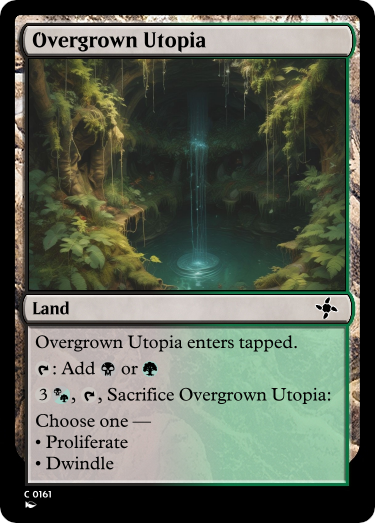 Overgrown Utopia
Land
Overgrown Utopia enters tapped.
: Add or
3 , , Sacrifice Overgrown Utopia:
Choose one —
• Proliferate
• Dwindle
C 0161